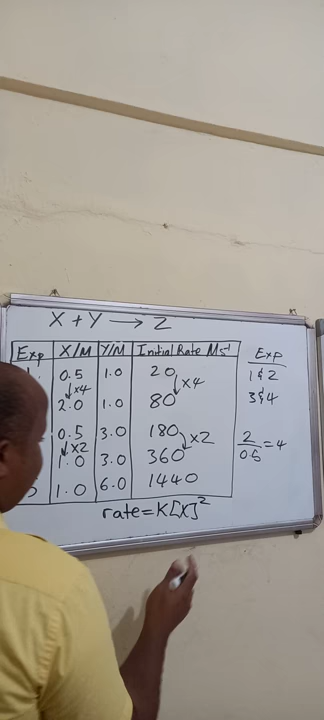 X + Y → Z
Exp X/M Y/M Initial Rate Ms⁻¹
0.5 1.0 20
↓x4 x4
2.0 1.0 80
0.5 3.0 180
↓x2 x2
1.0 3.0 360
1.0 6.0 1440
rate=K[X]²
Exp
1&2
3&4
2/0.5=4